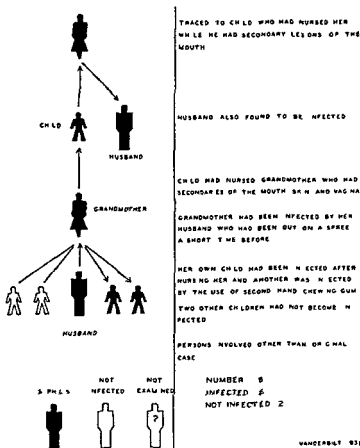 TRACED TO CHILD WHO HAD NURSED HER
WHILE HE HAD SECONDARY LESIONS OF THE
MOUTH
HUSBAND ALSO FOUND TO BE INFECTED
CHILD
HUSBAND
CHILD HAD NURSED GRANDMOTHER WHO HAD
SECONDARIES OF THE MOUTH SKIN AND VAGINA
GRANDMOTHER
GRANDMOTHER HAD BEEN INFECTED BY HER
HUSBAND WHO HAD BEEN OUT ON A SPREE
A SHORT TIME BEFORE
HER OWN CHILD HAD BEEN INFECTED AFTER
NURSING HER AND ANOTHER WAS INFECTED
BY THE USE OF SECOND HAND CHEWING GUM
TWO OTHER CHILDREN HAD NOT BECOME IN
FECTED
HUSBAND
PERSONS INVOLVED OTHER THAN ORIGINAL
CASE
SYPHILIS
NOT INFECTED
NOT EXAMINED
?
NUMBER 8
INFECTED 6
NOT INFECTED 2
VANDERBILT